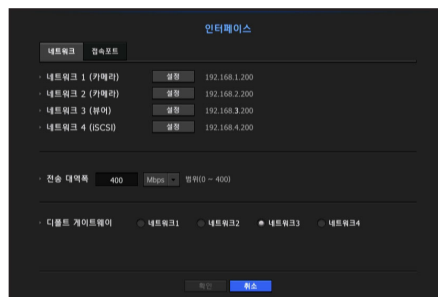 인터페이스
네트워크 접속포트
네트워크 1 (카메라) 설정 192.168.1.200
네트워크 2 (카메라) 설정 192.168.2.200
네트워크 3 (뷰어) 설정 192.168.3.200
네트워크 4 (iSCSI) 설정 192.168.4.200
전송 대역폭 400 Mbps 범위(0 ~ 400)
디폴트 게이트웨이 네트워크1 네트워크2 네트워크3 네트워크4
확인 취소